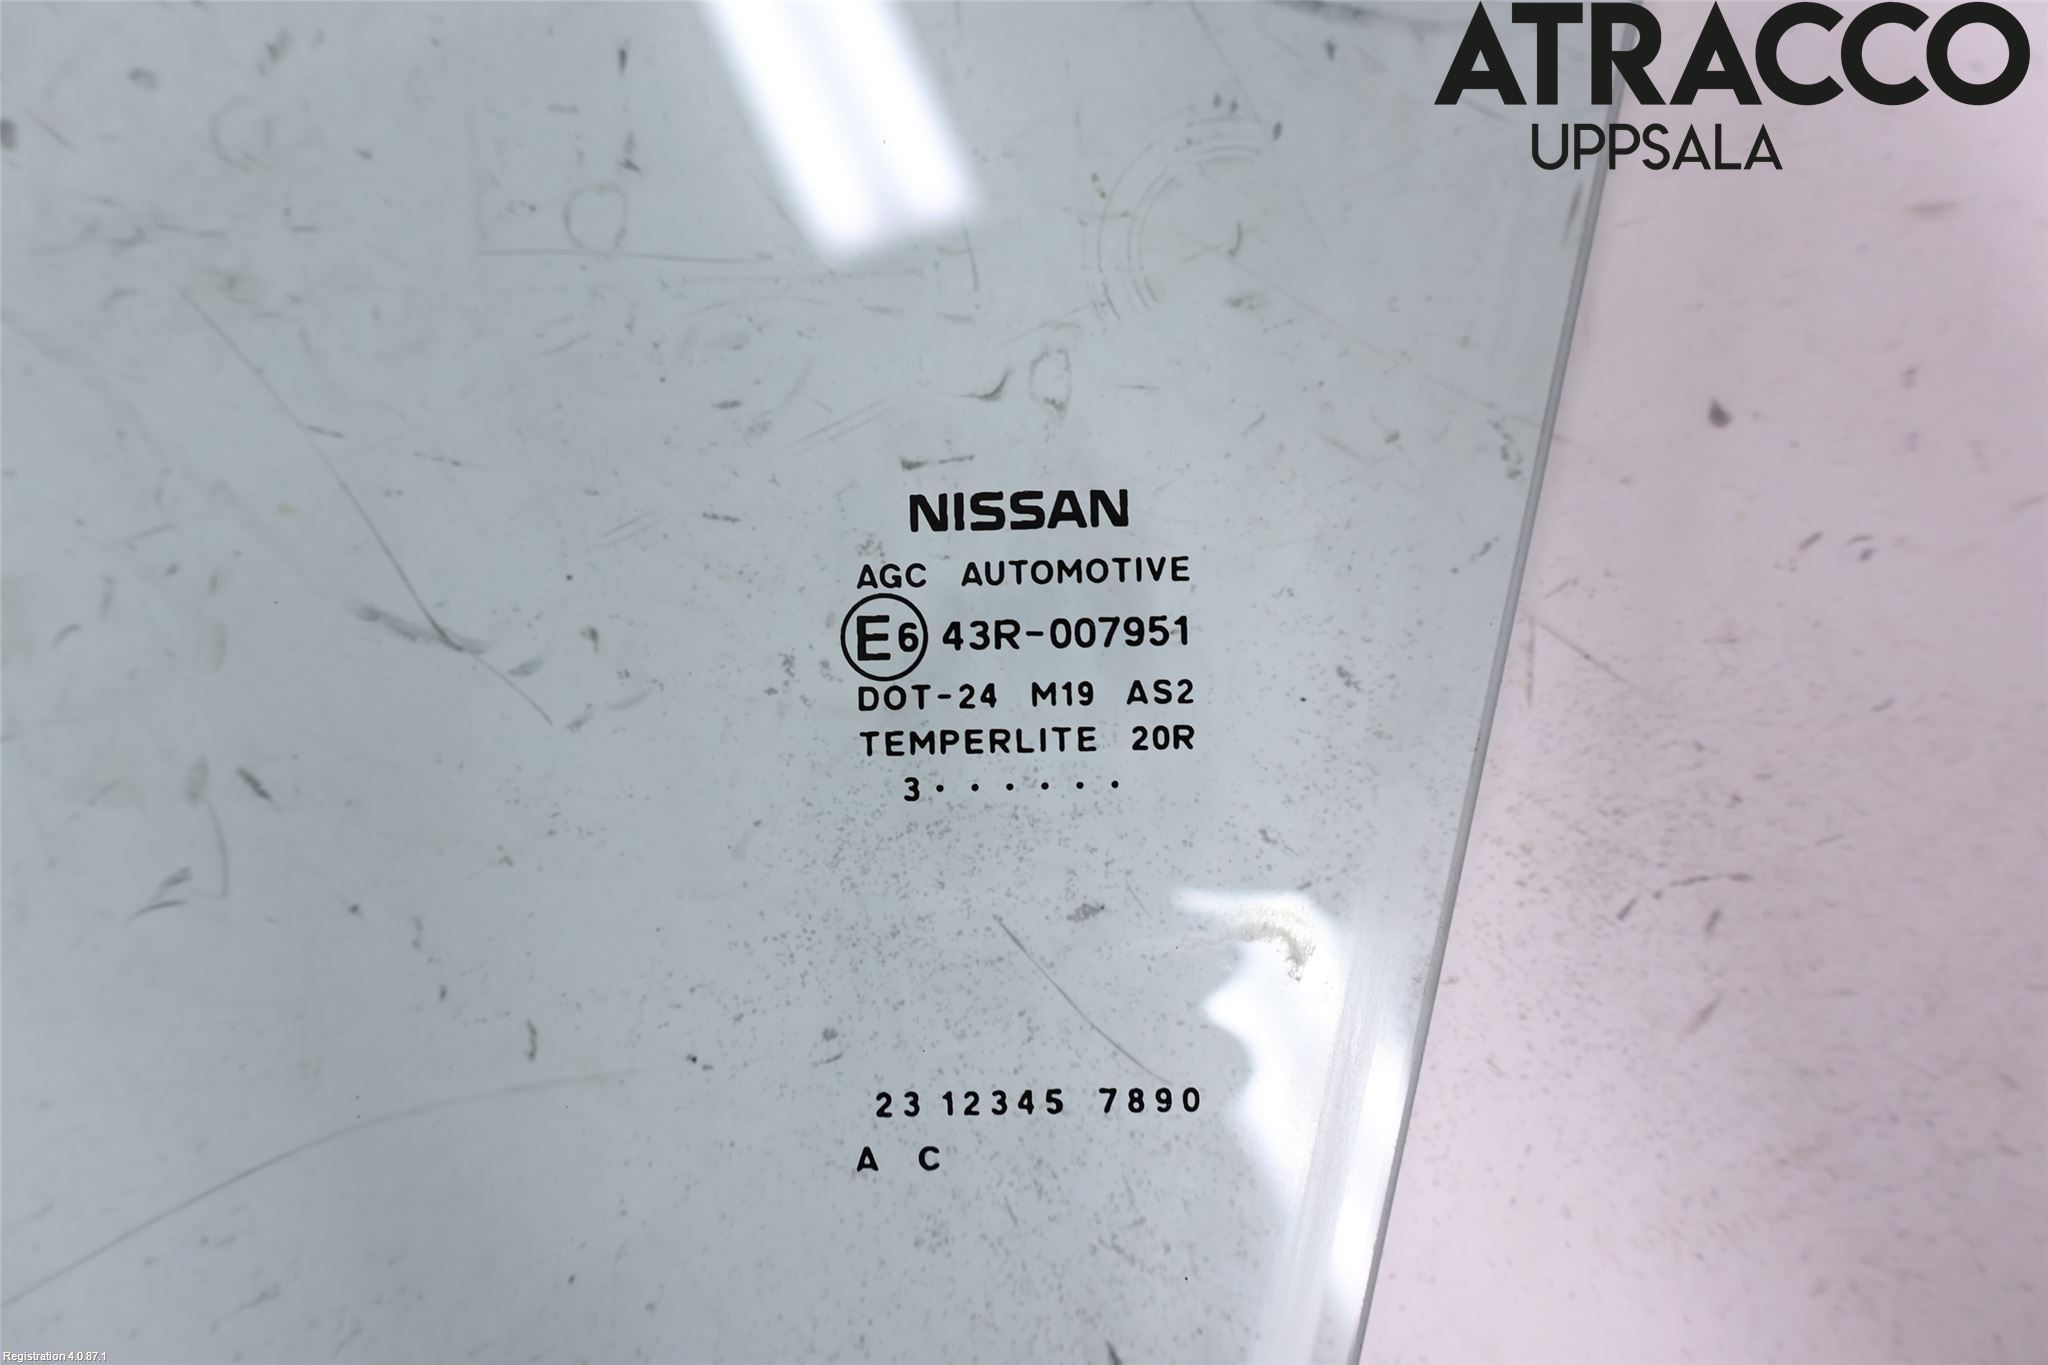 ATRACCO
UPPSALA
NISSAN
AGC AUTOMOTIVE
E6 43R-007951
DOT-24 M19 AS2
TEMPERLITE 20R
3 · · · · · ·
23 12345 7890
A C
Registration 4.0.87.1